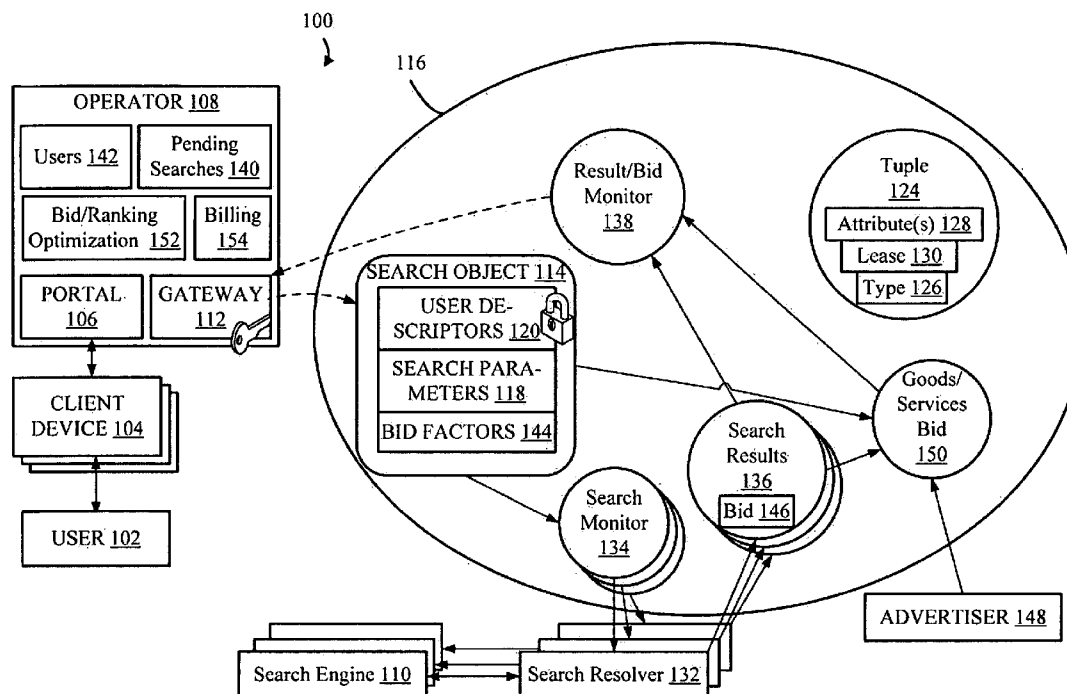 100
116
OPERATOR 108
Users 142
Pending
Searches 140
Bid/Ranking
Optimization 152
Billing
154
PORTAL
106
GATEWAY
112
CLIENT
DEVICE 104
USER 102
Result/Bid
Monitor
138
Tuple
124
Attribute(s) 128
Lease 130
Type 126
SEARCH OBJECT 114
USER DE-
SCRIPTORS 120
SEARCH PARA-
METERS 118
BID FACTORS 144
Search
Monitor
134
Search
Results
136
Bid 146
Goods/
Services
Bid
150
ADVERTISER 148
Search Engine 110
Search Resolver 132